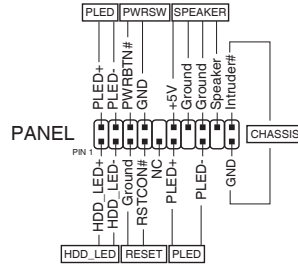 PLED PWRSW SPEAKER
PLED+
PLED-
PWRBTN#
GND
+5V
Ground
Ground
Speaker
Intruder#
PANEL
PIN 1
CHASSIS
HDD_LED+
HDD_LED-
Ground
RSTCON#
NC
PLED+
PLED-
GND
HDD_LED RESET PLED